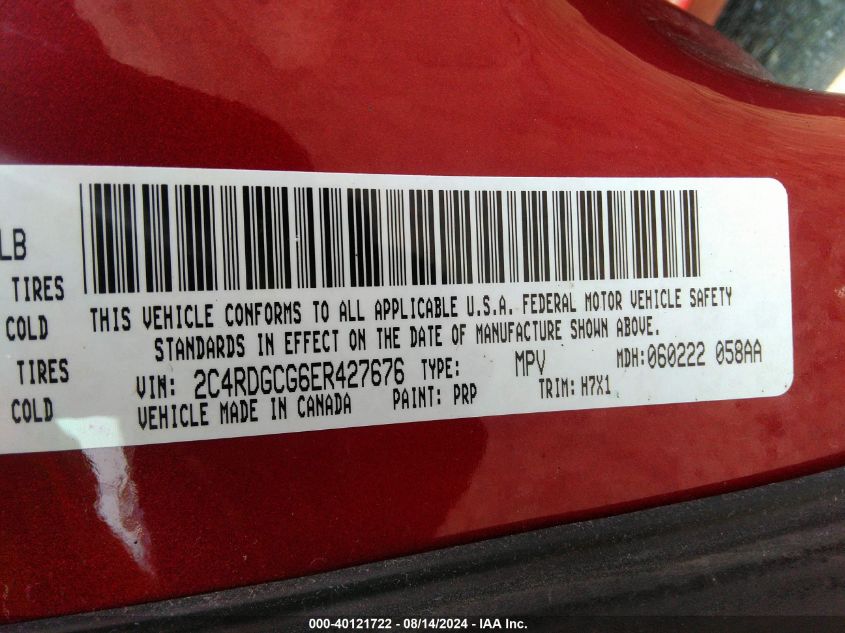 LB
TIRES
COLD
TIRES
COLD
THIS VEHICLE CONFORMS TO ALL APPLICABLE U.S.A. FEDERAL MOTOR VEHICLE SAFETY
STANDARDS IN EFFECT ON THE DATE OF MANUFACTURE SHOWN ABOVE.
VIN: 2C4RDGCG6ER427676 TYPE: MPV MDH:060222 058AA
VEHICLE MADE IN CANADA PAINT: PRP TRIM: H7X1
000-40121722 - 08/14/2024 - IAA Inc.